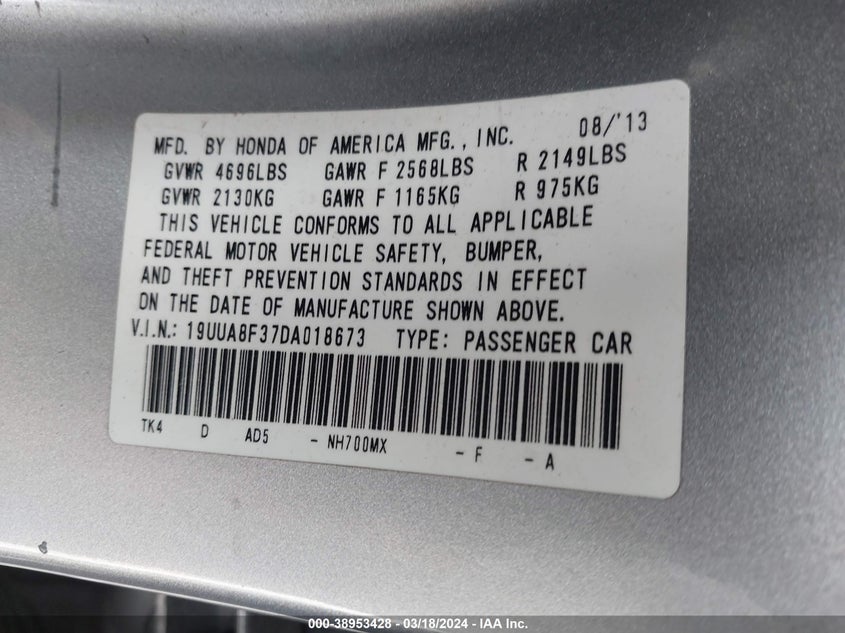 MFD. BY HONDA OF AMERICA MFG., INC. 08/'13
GVWR 4696LBS GAWR F 2568LBS R 2149LBS
GVWR 2130KG GAWR F 1165KG R 975KG
THIS VEHICLE CONFORMS TO ALL APPLICABLE
FEDERAL MOTOR VEHICLE SAFETY, BUMPER,
AND THEFT PREVENTION STANDARDS IN EFFECT
ON THE DATE OF MANUFACTURE SHOWN ABOVE.
V.I.N.: 19UUA8F37DA018673 TYPE: PASSENGER CAR
TK4 D AD5 - NH700MX - F - A
000-38953428 — 03/18/2024 — IAA Inc.